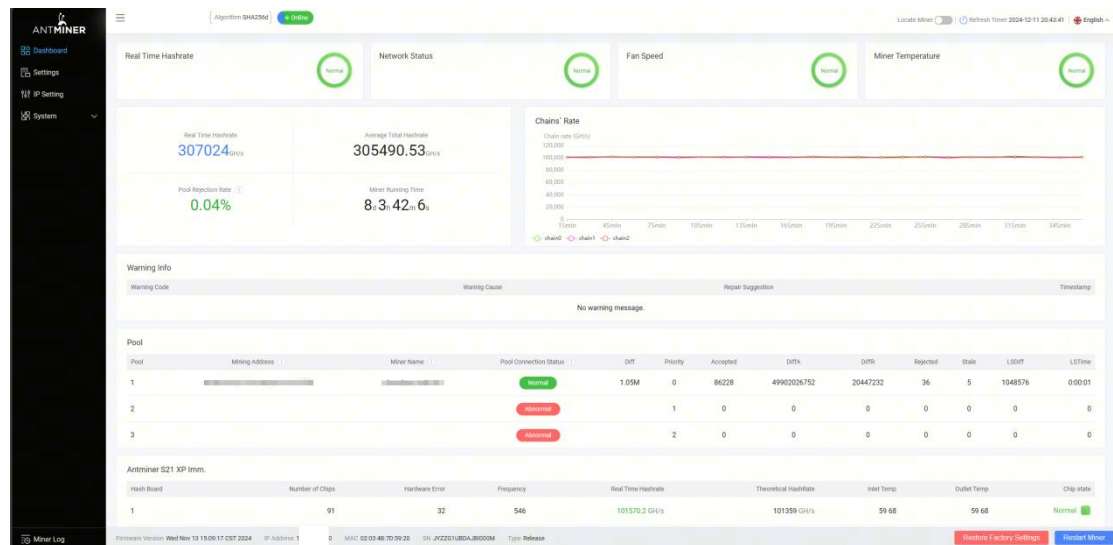 ANTMINER
{ Algorithm SHA256d } Online
Locate Miner Refresh Timer 2024-12-11 20:43:41 English
Dashboard
Settings
IP Setting
System
Miner Log
Real Time Hashrate Normal
Network Status Normal
Fan Speed Normal
Miner Temperature Normal
Real Time Hashrate
307024GH/s
Average Total Hashrate
305490.53GH/s
Pool Rejection Rate
0.04%
Miner Running Time
8d 3h 42m 6s
Chains' Rate
Chain rate (GH/s)
120,000
100,000
80,000
60,000
40,000
20,000
0
15min 45min 75min 105min 135min 165min 195min 225min 255min 285min 315min 345min
chain0 chain1 chain2
Warning Info
Warning Code Warinig Cause Repair Suggestion Timestamp
No warning message.
Pool
Pool Mining Address Miner Name Pool Connection Status Diff Priority Accepted DiffA DiffR Rejected Stale LSDiff LSTime
1 Normal 1.05M 0 86228 49902026752 20447232 36 5 1048576 0:00:01
2 Abnormal 1 0 0 0 0 0 0 0
3 Abnormal 2 0 0 0 0 0 0 0
Antminer S21 XP Imm.
Hash Board Number of Chips Hardware Error Frequency Real Time Hashrate Theoretical HashRate Inlet Temp Outlet Temp Chip state
1 91 32 546 101570.2 GH/s 101359 GH/s 59 68 59 68 Normal
Firmware Version Wed Nov 13 15:09:17 CST 2024 IP Address 1 0 MAC 02:03:48:7D:59:20 SN JYZZG1UBDAJBI000M Type Release
Restore Factory Settings Restart Miner